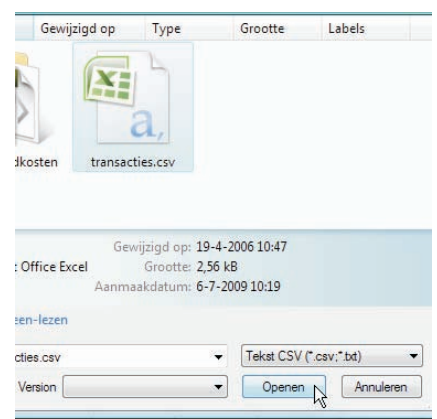 Gewijzigd op Type Grootte Labels
dkosten transacties.csv
Gewijzigd op: 19-4-2006 10:47
t Office Excel Grootte: 2,56 kB
Aanmaakdatum: 6-7-2009 10:19
een-lezen
cties.csv Tekst CSV (*.csv;*.txt)
Version Openen Annuleren